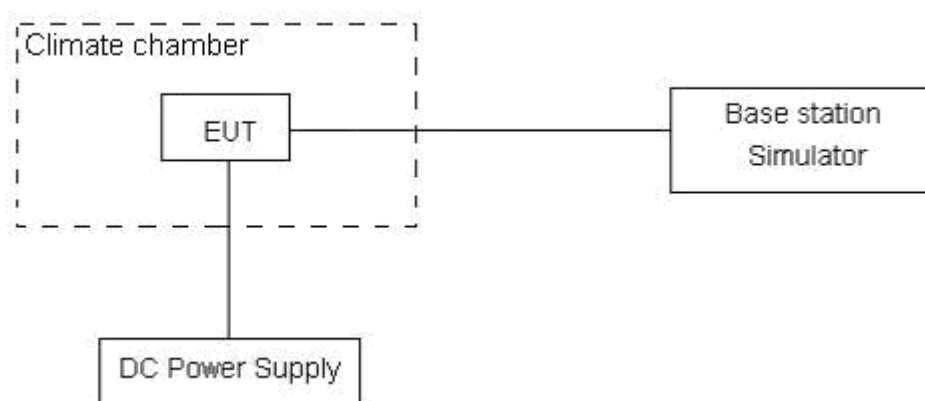 Climate chamber
EUT
Base station
Simulator
DC Power Supply